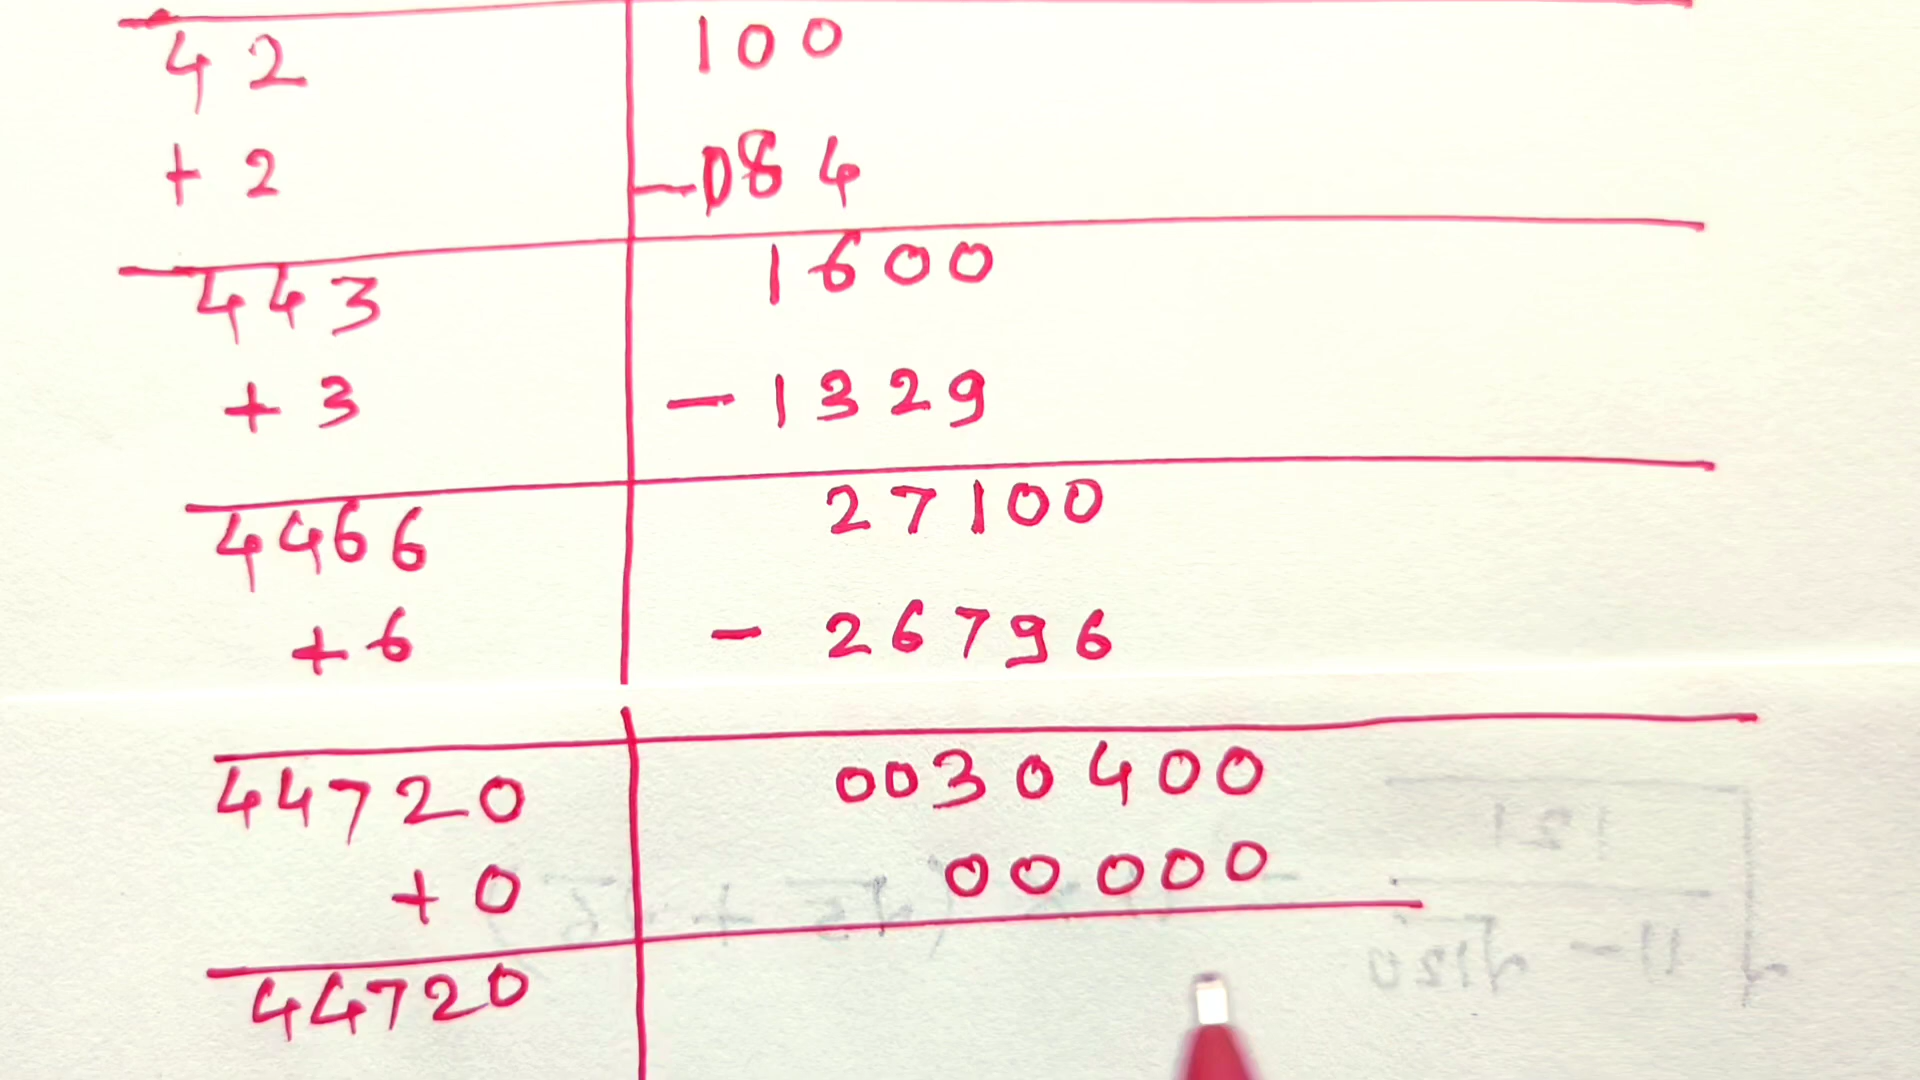 42 100
+ 2 -084
443 1600
+ 3 - 1329
4466 27100
+ 6 - 26796
44720 0030400
+ 0 00000
44720